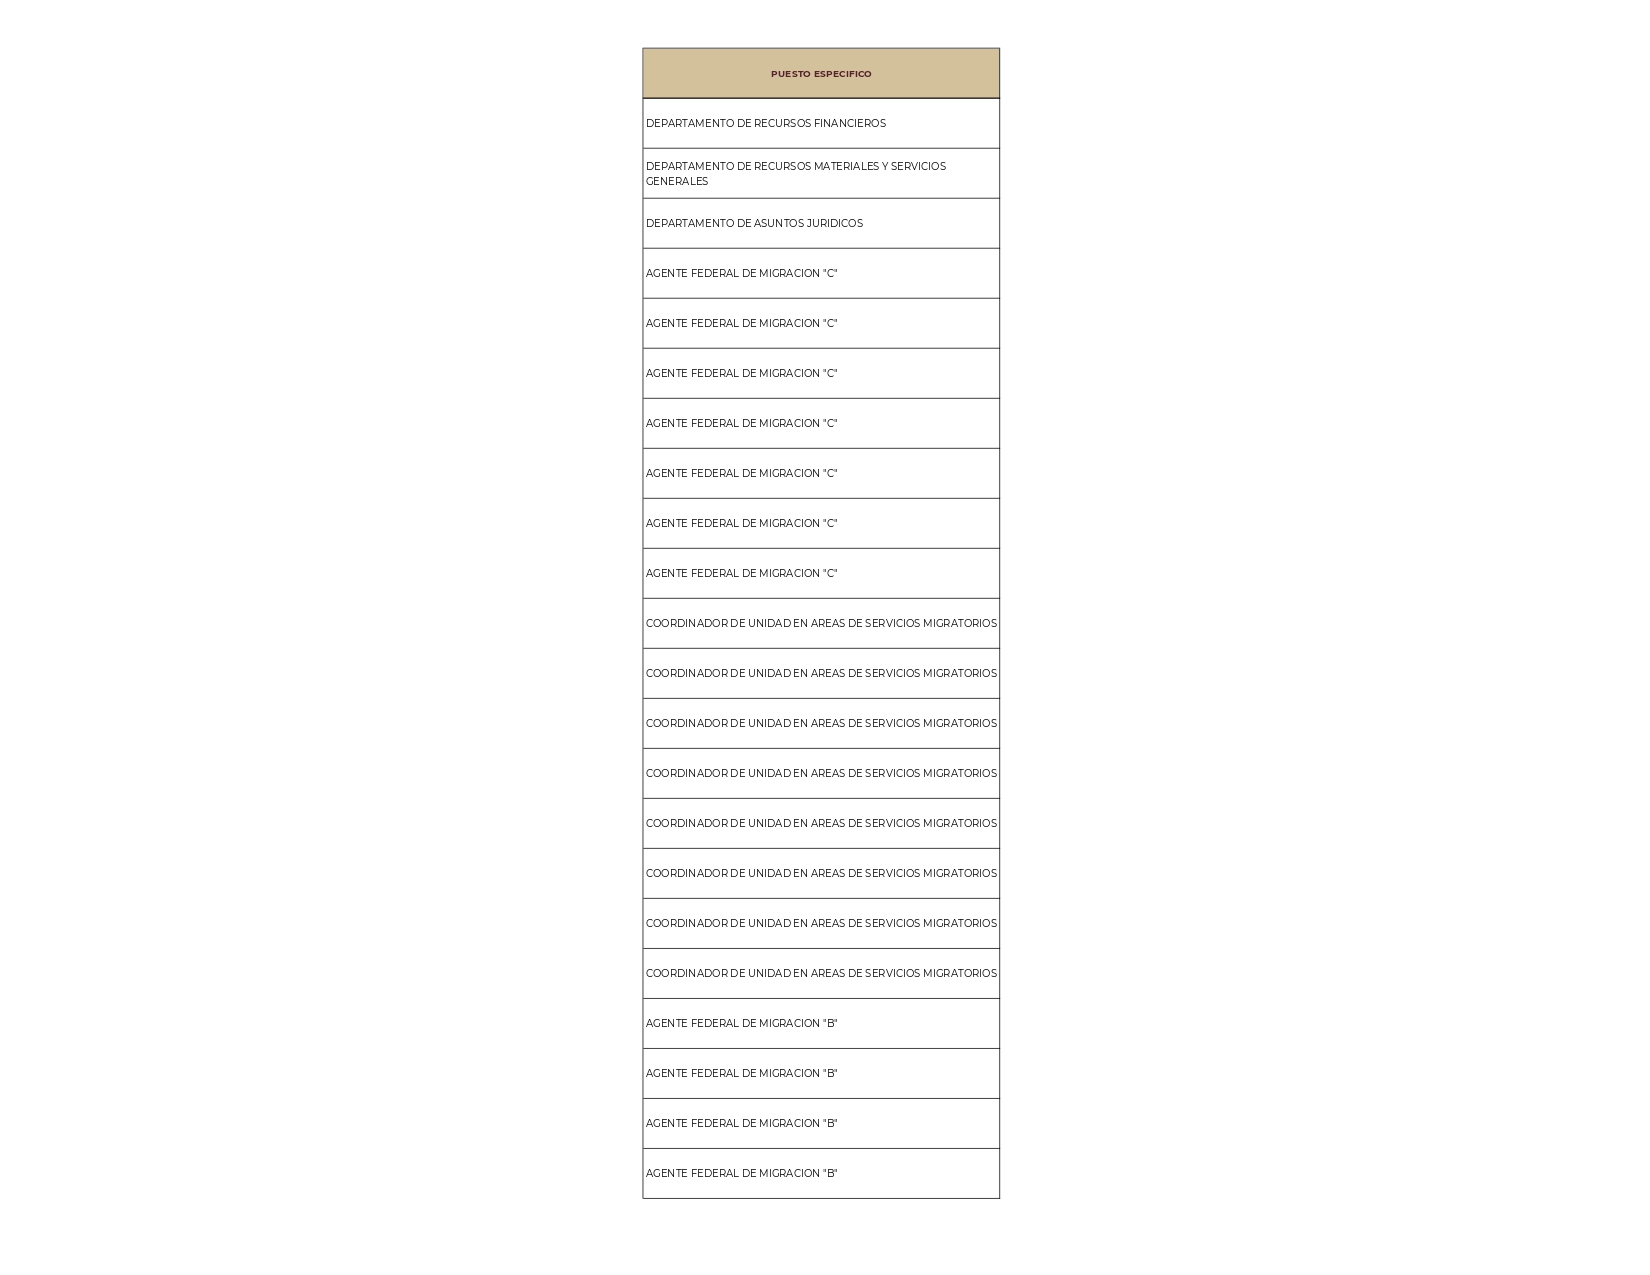 PUESTO ESPECIFICO
DEPARTAMENTO DE RECURSOS FINANCIEROS
DEPARTAMENTO DE RECURSOS MATERIALES Y SERVICIOS
GENERALES
DEPARTAMENTO DE ASUNTOS JURIDICOS
AGENTE FEDERAL DE MIGRACION "C"
AGENTE FEDERAL DE MIGRACION "C"
AGENTE FEDERAL DE MIGRACION "C"
AGENTE FEDERAL DE MIGRACION "C"
AGENTE FEDERAL DE MIGRACION "C"
AGENTE FEDERAL DE MIGRACION "C"
AGENTE FEDERAL DE MIGRACION "C"
COORDINADOR DE UNIDAD EN AREAS DE SERVICIOS MIGRATORIOS
COORDINADOR DE UNIDAD EN AREAS DE SERVICIOS MIGRATORIOS
COORDINADOR DE UNIDAD EN AREAS DE SERVICIOS MIGRATORIOS
COORDINADOR DE UNIDAD EN AREAS DE SERVICIOS MIGRATORIOS
COORDINADOR DE UNIDAD EN AREAS DE SERVICIOS MIGRATORIOS
COORDINADOR DE UNIDAD EN AREAS DE SERVICIOS MIGRATORIOS
COORDINADOR DE UNIDAD EN AREAS DE SERVICIOS MIGRATORIOS
COORDINADOR DE UNIDAD EN AREAS DE SERVICIOS MIGRATORIOS
AGENTE FEDERAL DE MIGRACION "B"
AGENTE FEDERAL DE MIGRACION "B"
AGENTE FEDERAL DE MIGRACION "B"
AGENTE FEDERAL DE MIGRACION "B"